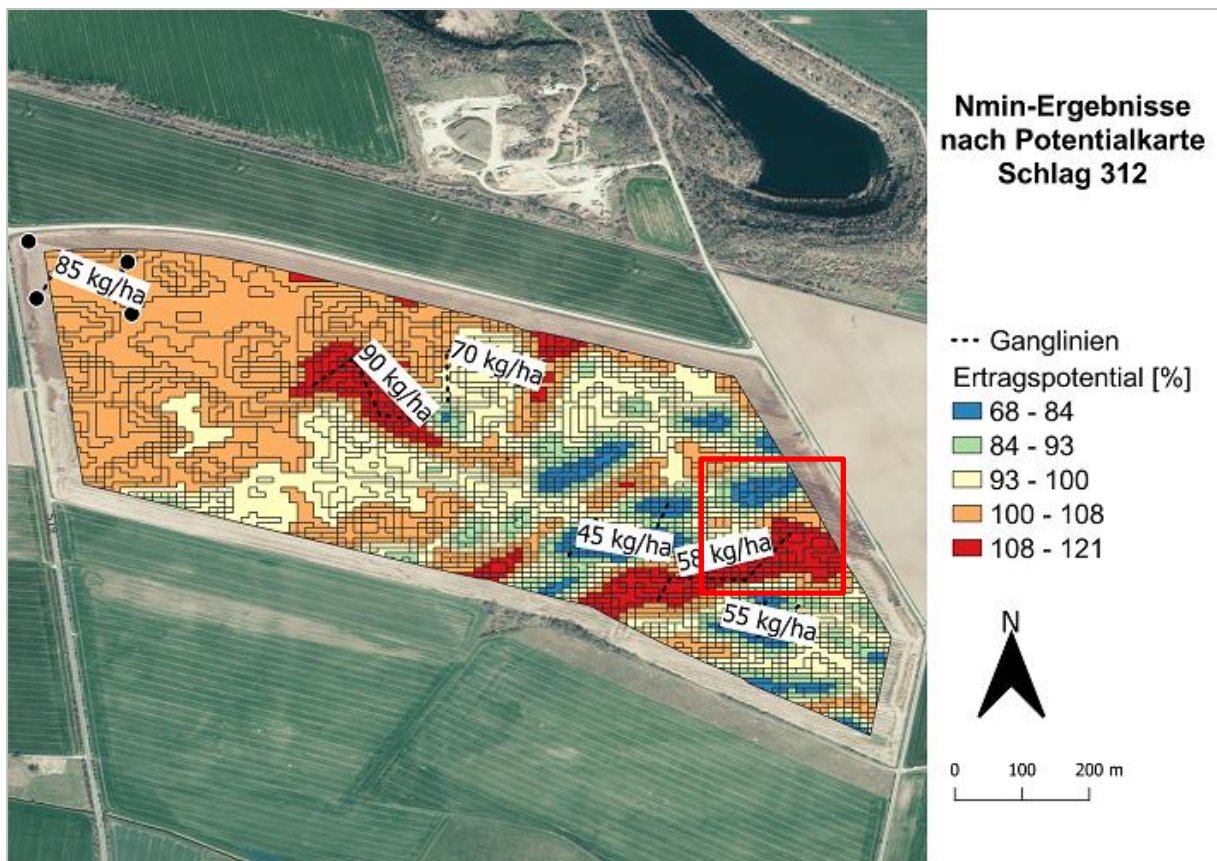 Nmin-Ergebnisse
nach Potentialkarte
Schlag 312
85 kg/ha
90 kg/ha
70 kg/ha
45 kg/ha
58 kg/ha
55 kg/ha
Ganglinien
Ertragspotential [%]
68 - 84
84 - 93
93 - 100
100 - 108
108 - 121
N
0 100 200 m